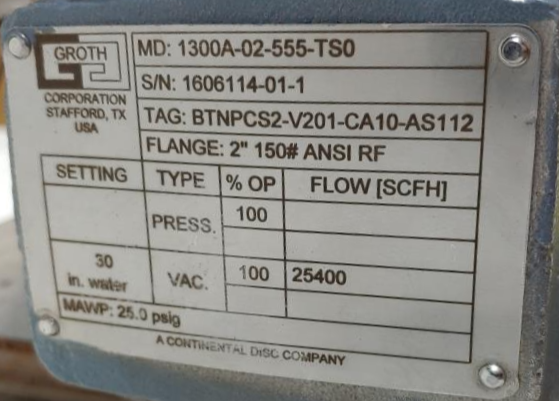 GROTH
CORPORATION
STAFFORD, TX
USA
MD: 1300A-02-555-TS0
S/N: 1606114-01-1
TAG: BTNPCS2-V201-CA10-AS112
FLANGE: 2" 150# ANSI RF
SETTING TYPE % OP FLOW [SCFH]
PRESS. 100
30 in. water VAC. 100 25400
MAWP: 25.0 psig
A CONTINENTAL DISC COMPANY